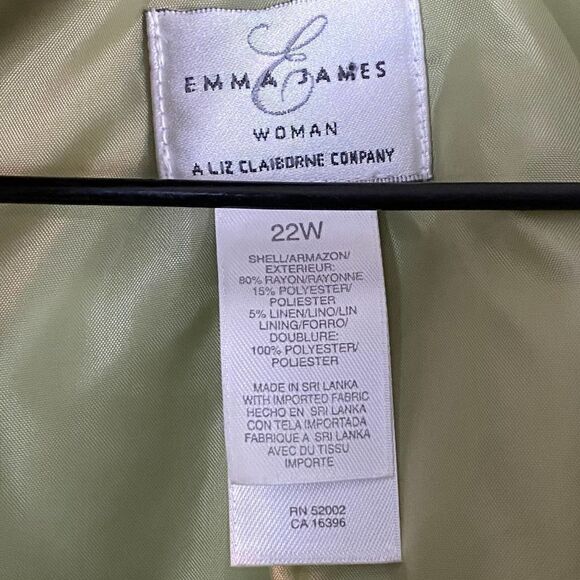 E
EMMA JAMES
WOMAN
A LIZ CLAIBORNE COMPANY
22W
SHELL/ARMAZON/
EXTERIEUR:
80% RAYON/RAYONNE
15% POLYESTER/
POLIESTER
5% LINEN/LINO/LIN
LINING/FORRO/
DOUBLURE:
100% POLYESTER/
POLIESTER
MADE IN SRI LANKA
WITH IMPORTED FABRIC
HECHO EN SRI LANKA
CON TELA IMPORTADA
FABRIQUE A SRI LANKA
AVEC DU TISSU
IMPORTE
RN 52002
CA 16396